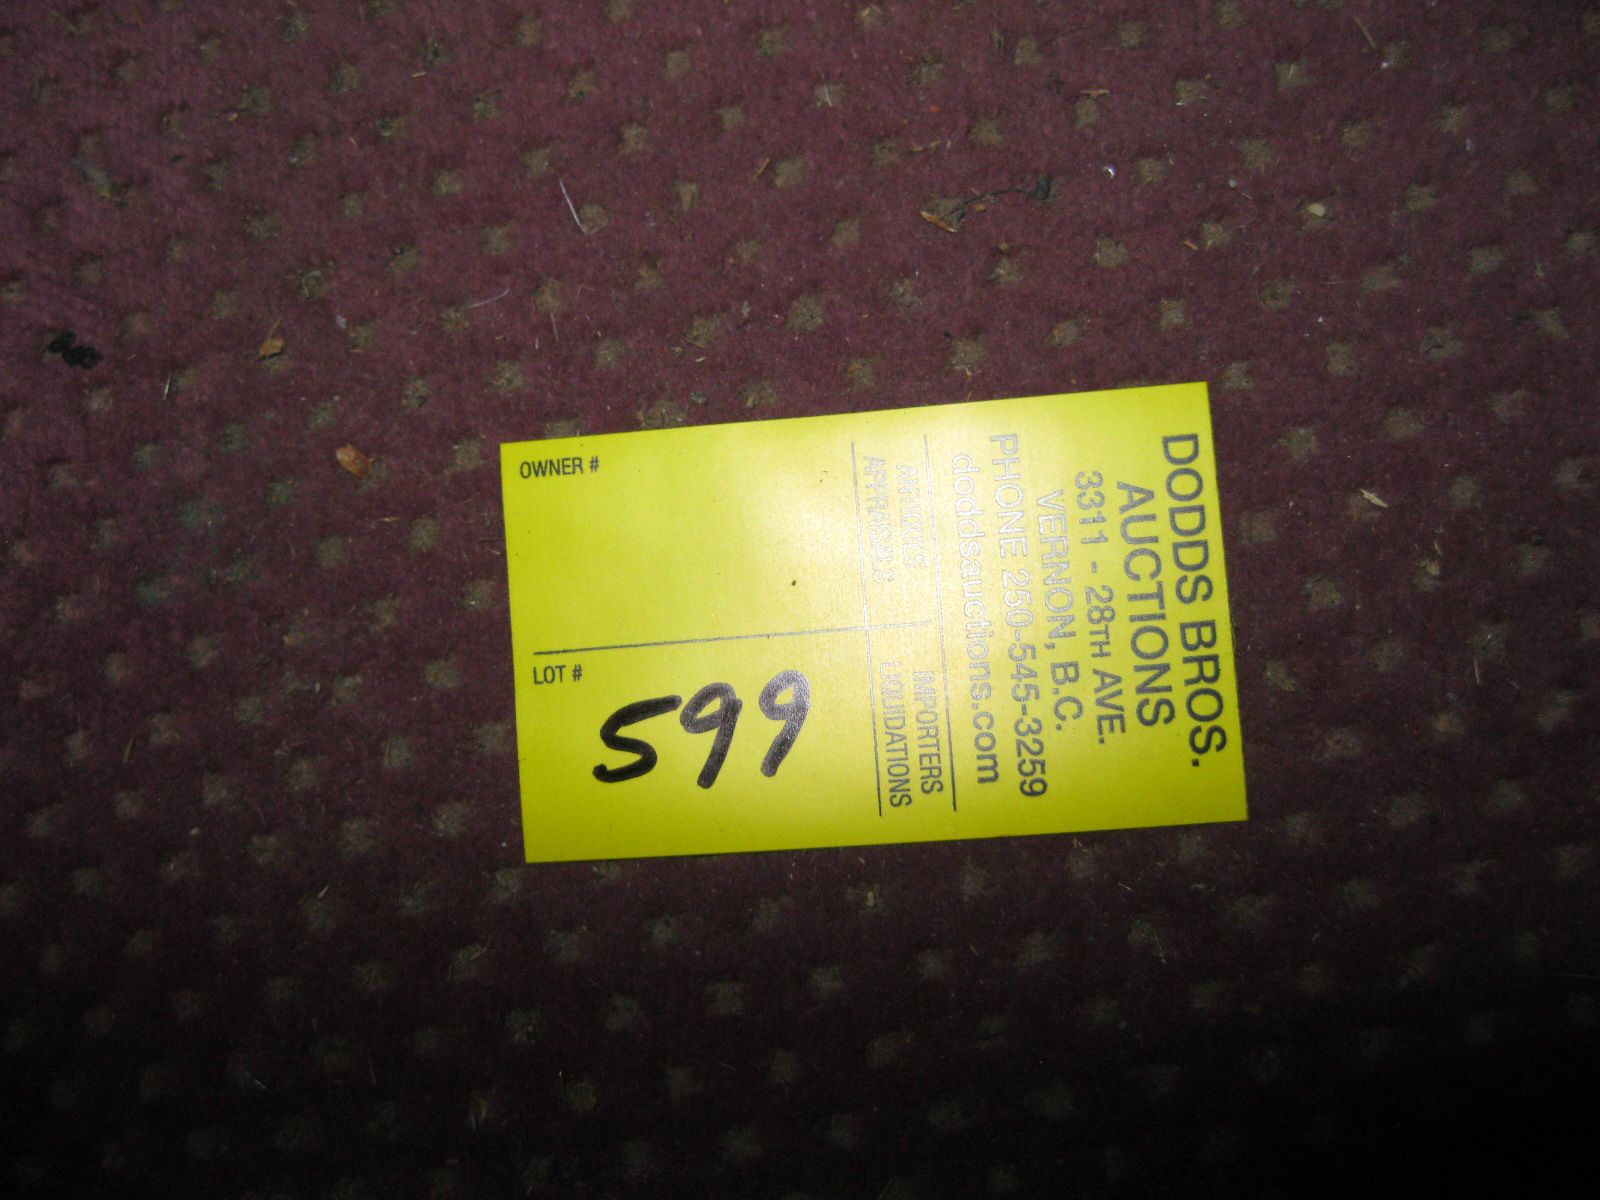 DODDS BROS.
AUCTIONS
3311 - 28TH AVE.
VERNON, B.C.
PHONE 250-545-3259
doddsauctions.com
ANTIQUES IMPORTERS
APPRAISALS LIQUIDATIONS
OWNER #
LOT #
599